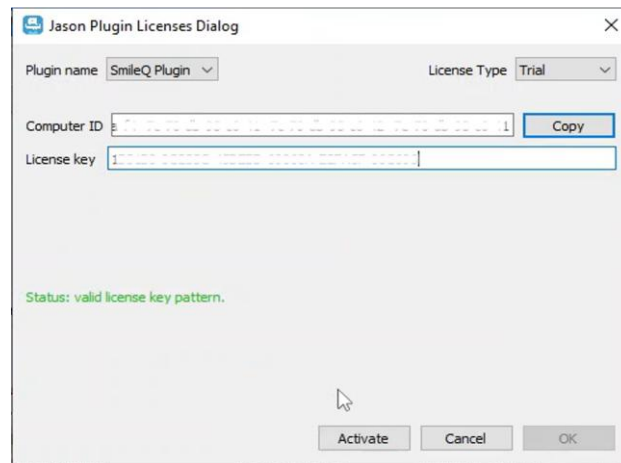 Jason Plugin Licenses Dialog
Plugin name SmileQ Plugin License Type Trial
Computer ID Copy
License key
Status: valid license key pattern.
Activate Cancel OK